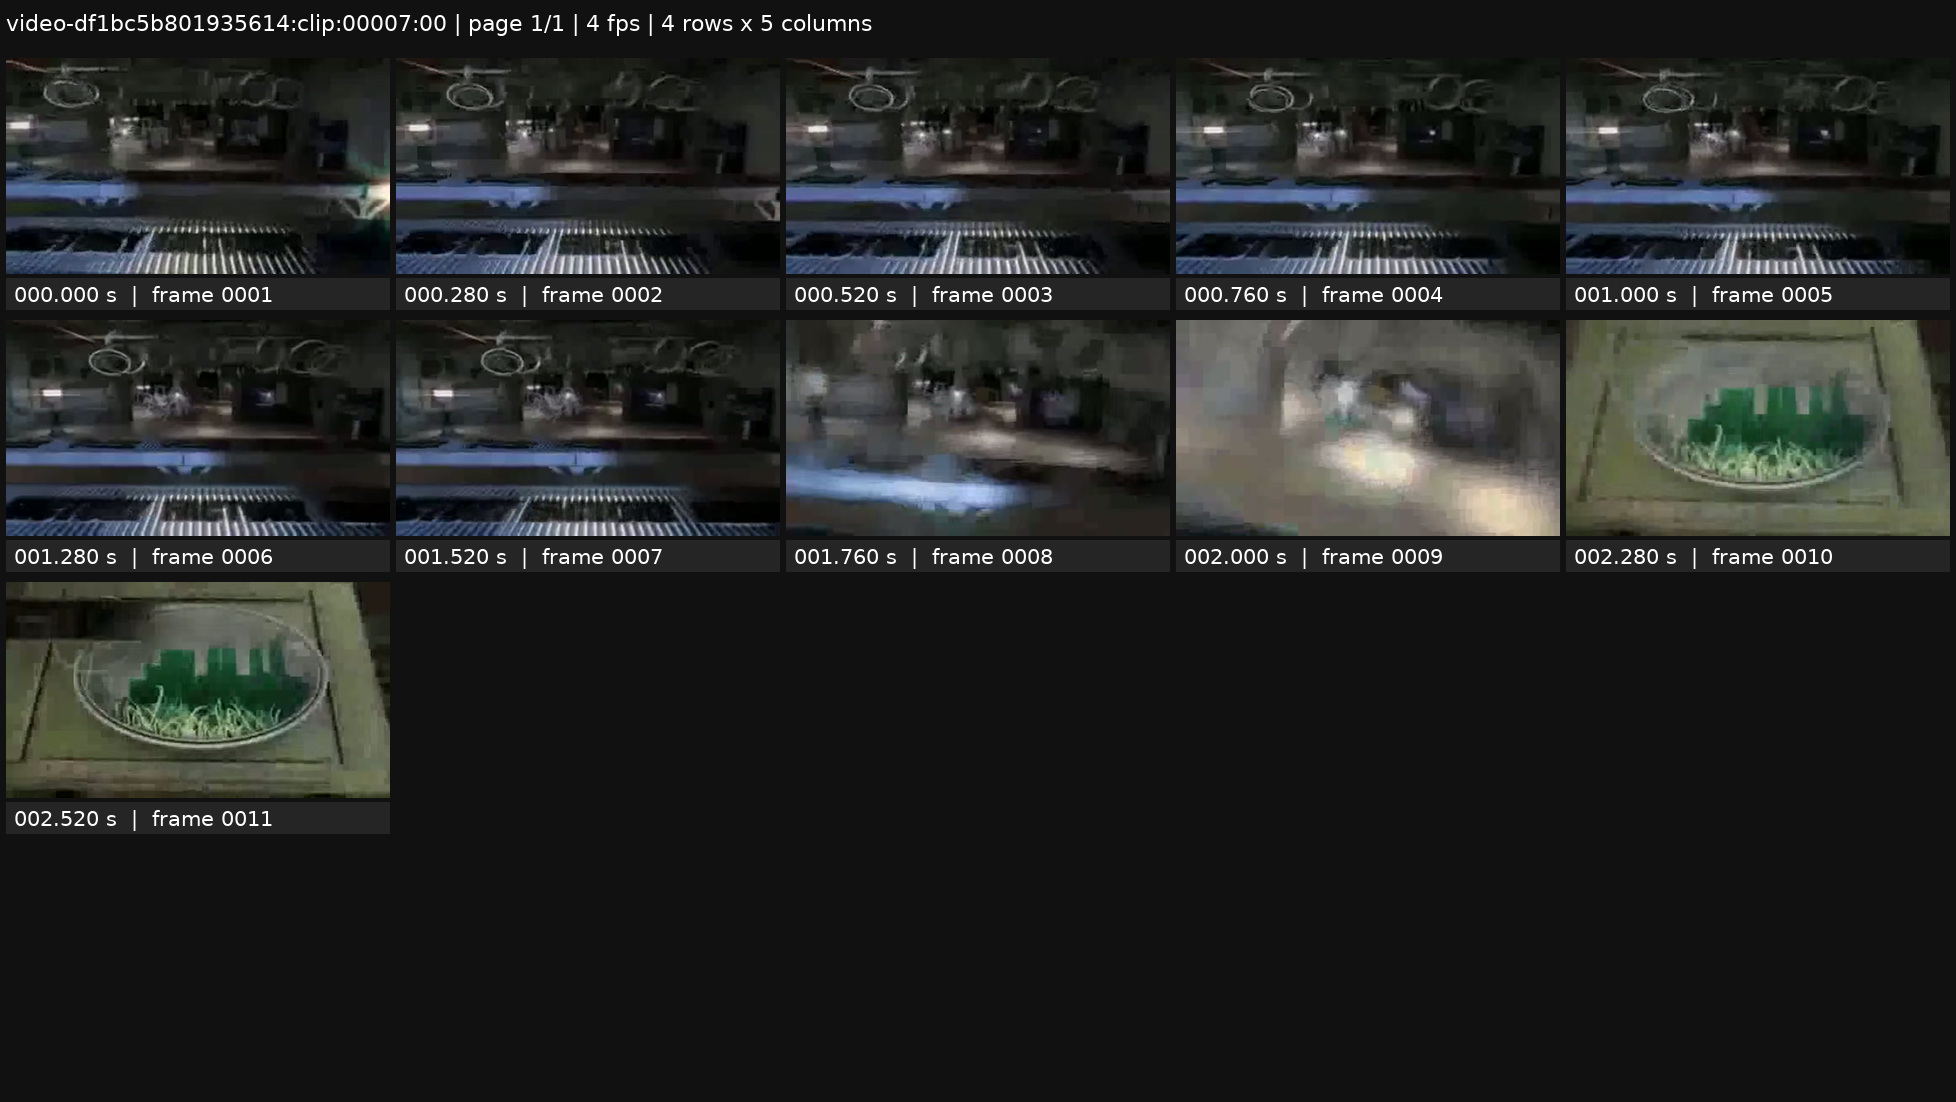 video-df1bc5b801935614:clip:00007:00 | page 1/1 | 4 fps | 4 rows x 5 columns
000.000 s | frame 0001
000.280 s | frame 0002
000.520 s | frame 0003
000.760 s | frame 0004
001.000 s | frame 0005
001.280 s | frame 0006
001.520 s | frame 0007
001.760 s | frame 0008
002.000 s | frame 0009
002.280 s | frame 0010
002.520 s | frame 0011